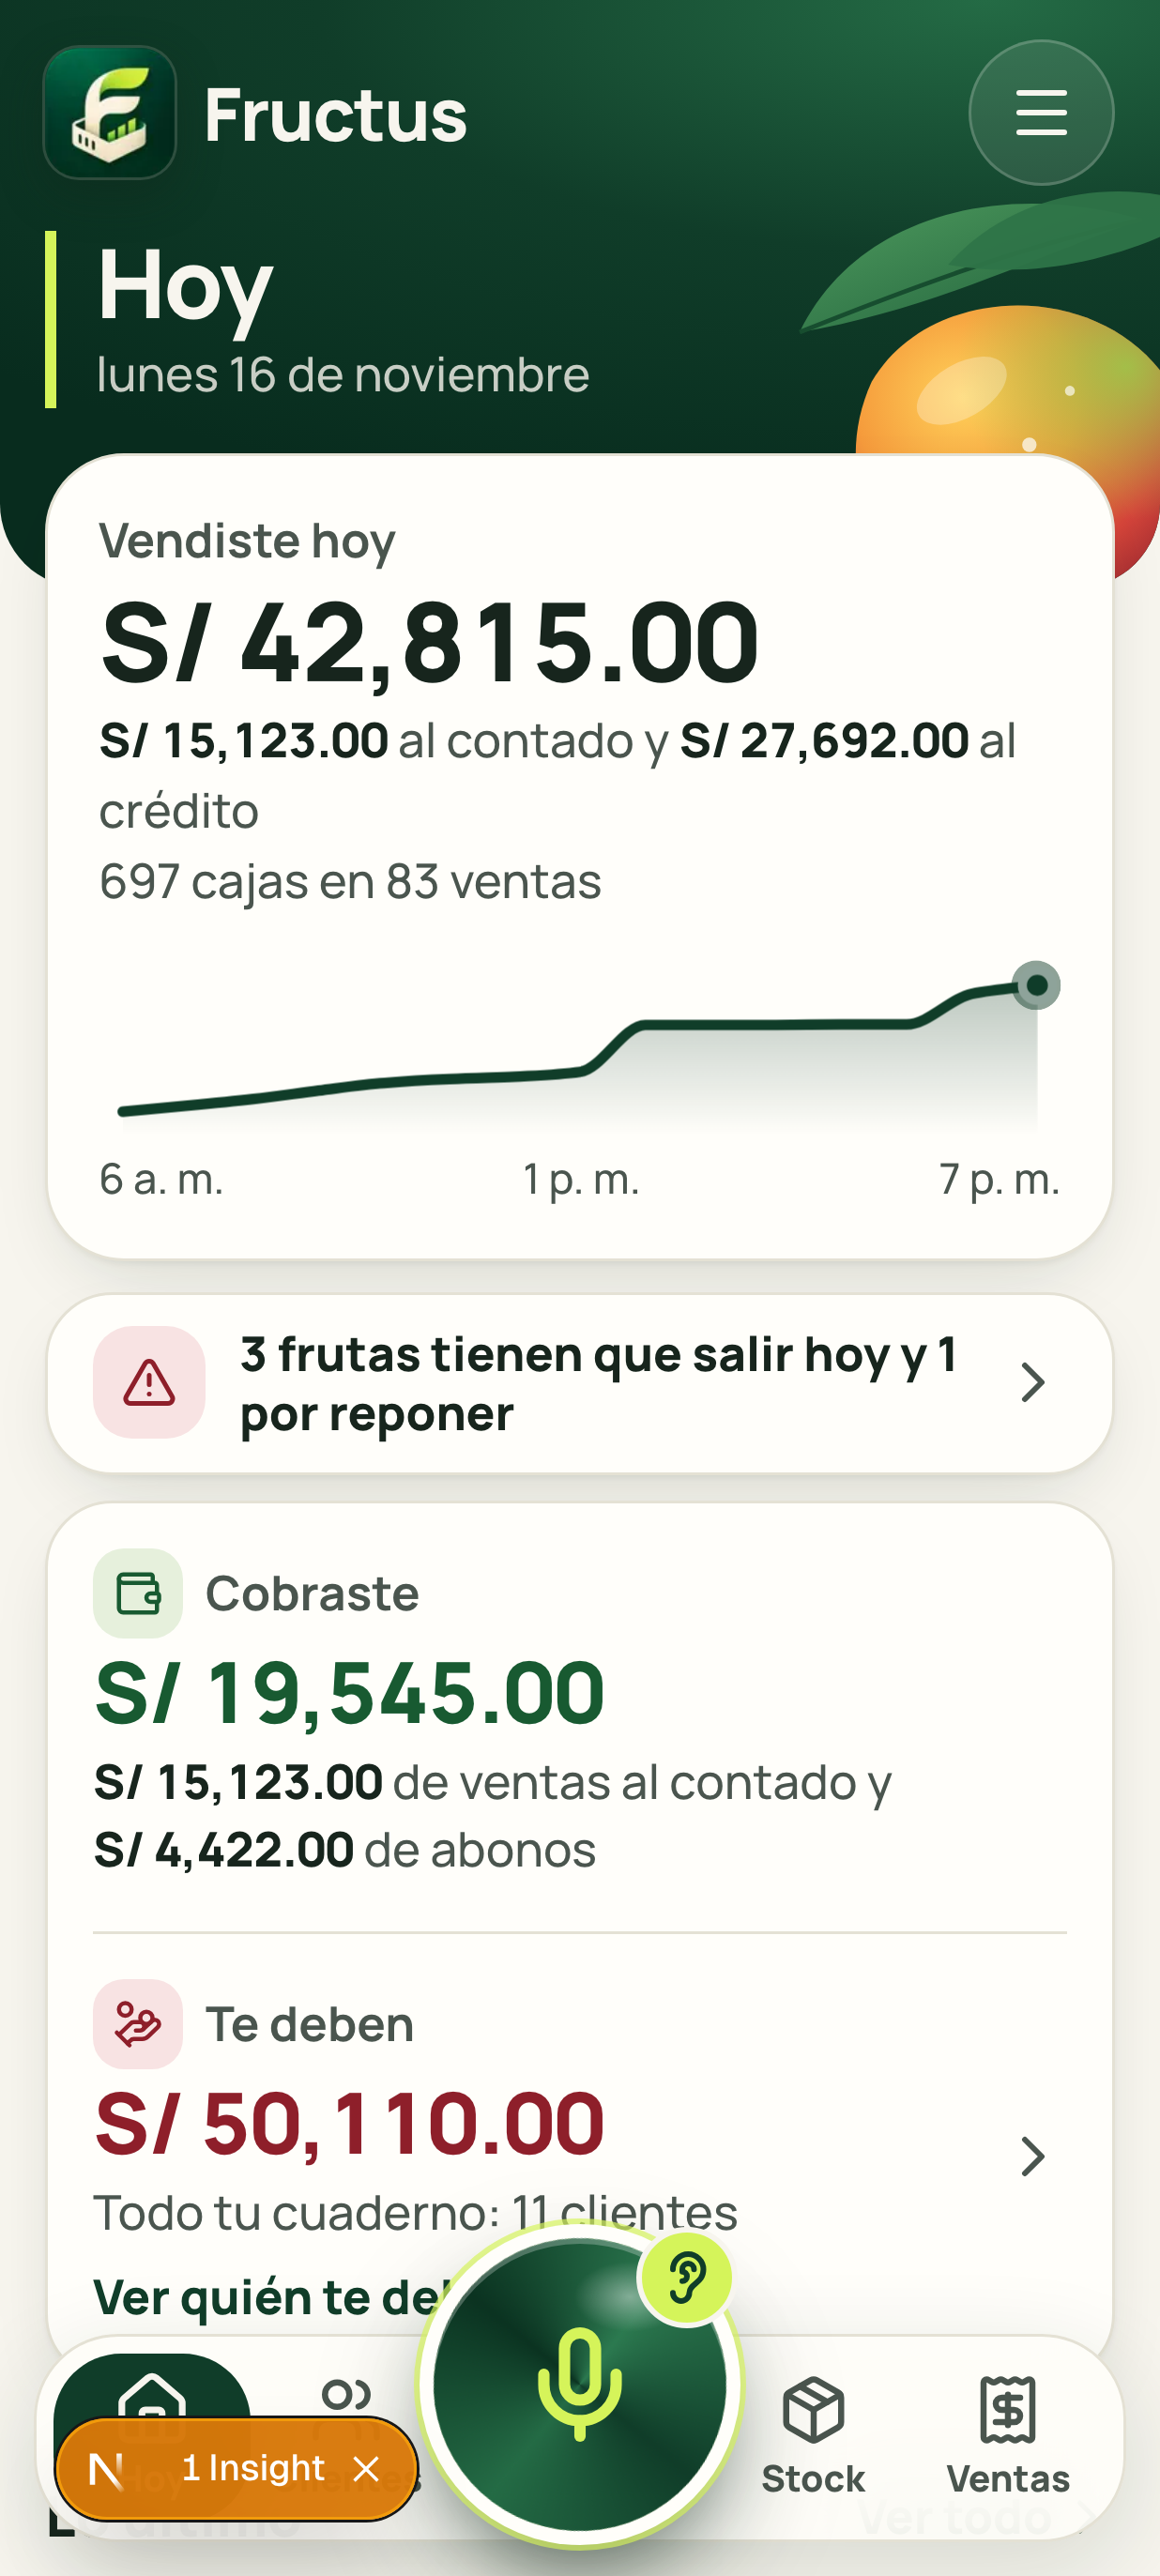 Fructus
Hoy
lunes 16 de noviembre
Vendiste hoy
S/ 42,815.00
S/ 15,123.00 al contado y S/ 27,692.00 al
crédito
697 cajas en 83 ventas
6 a. m.
1 p. m.
7 p. m.
3 frutas tienen que salir hoy y 1
por reponer
Cobraste
S/ 19,545.00
S/ 15,123.00 de ventas al contado y
S/ 4,422.00 de abonos
Te deben
S/ 50,110.00
Todo tu cuaderno: 11 clientes
Ver quién te
1 Insight
Stock
Ventas
Ver todo